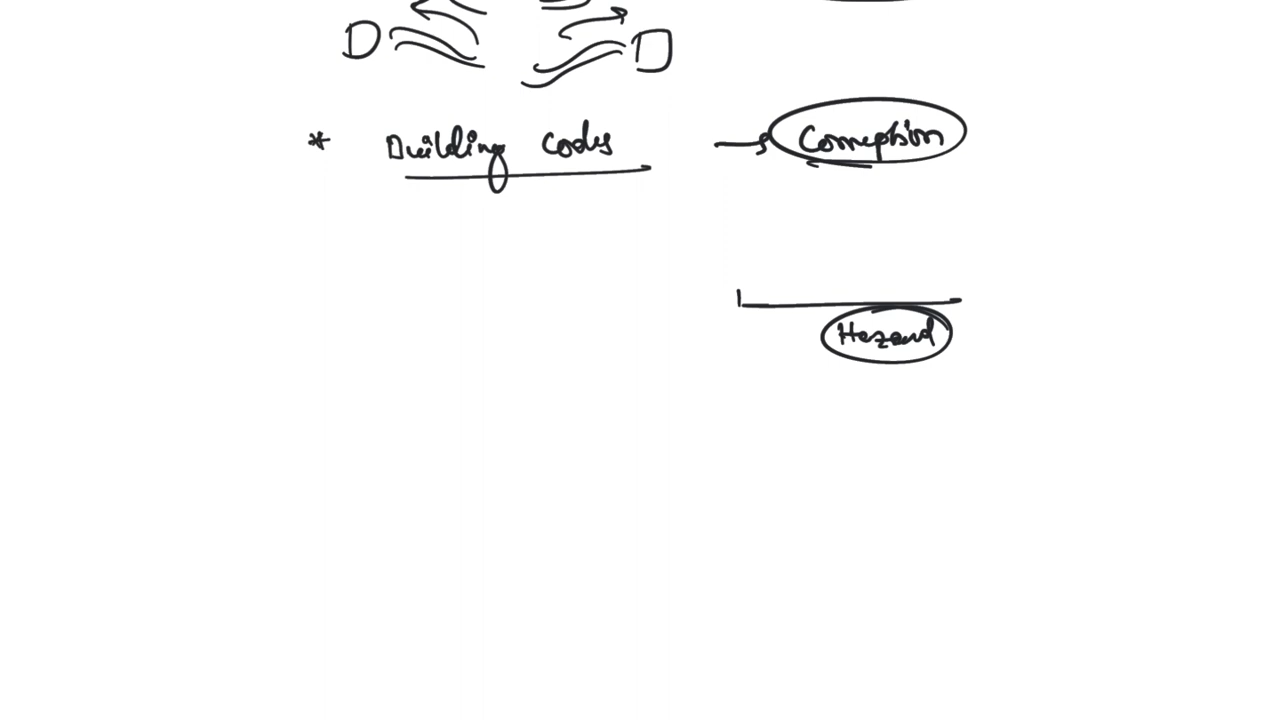 D D
* Building Codes → Corruption
Hazard